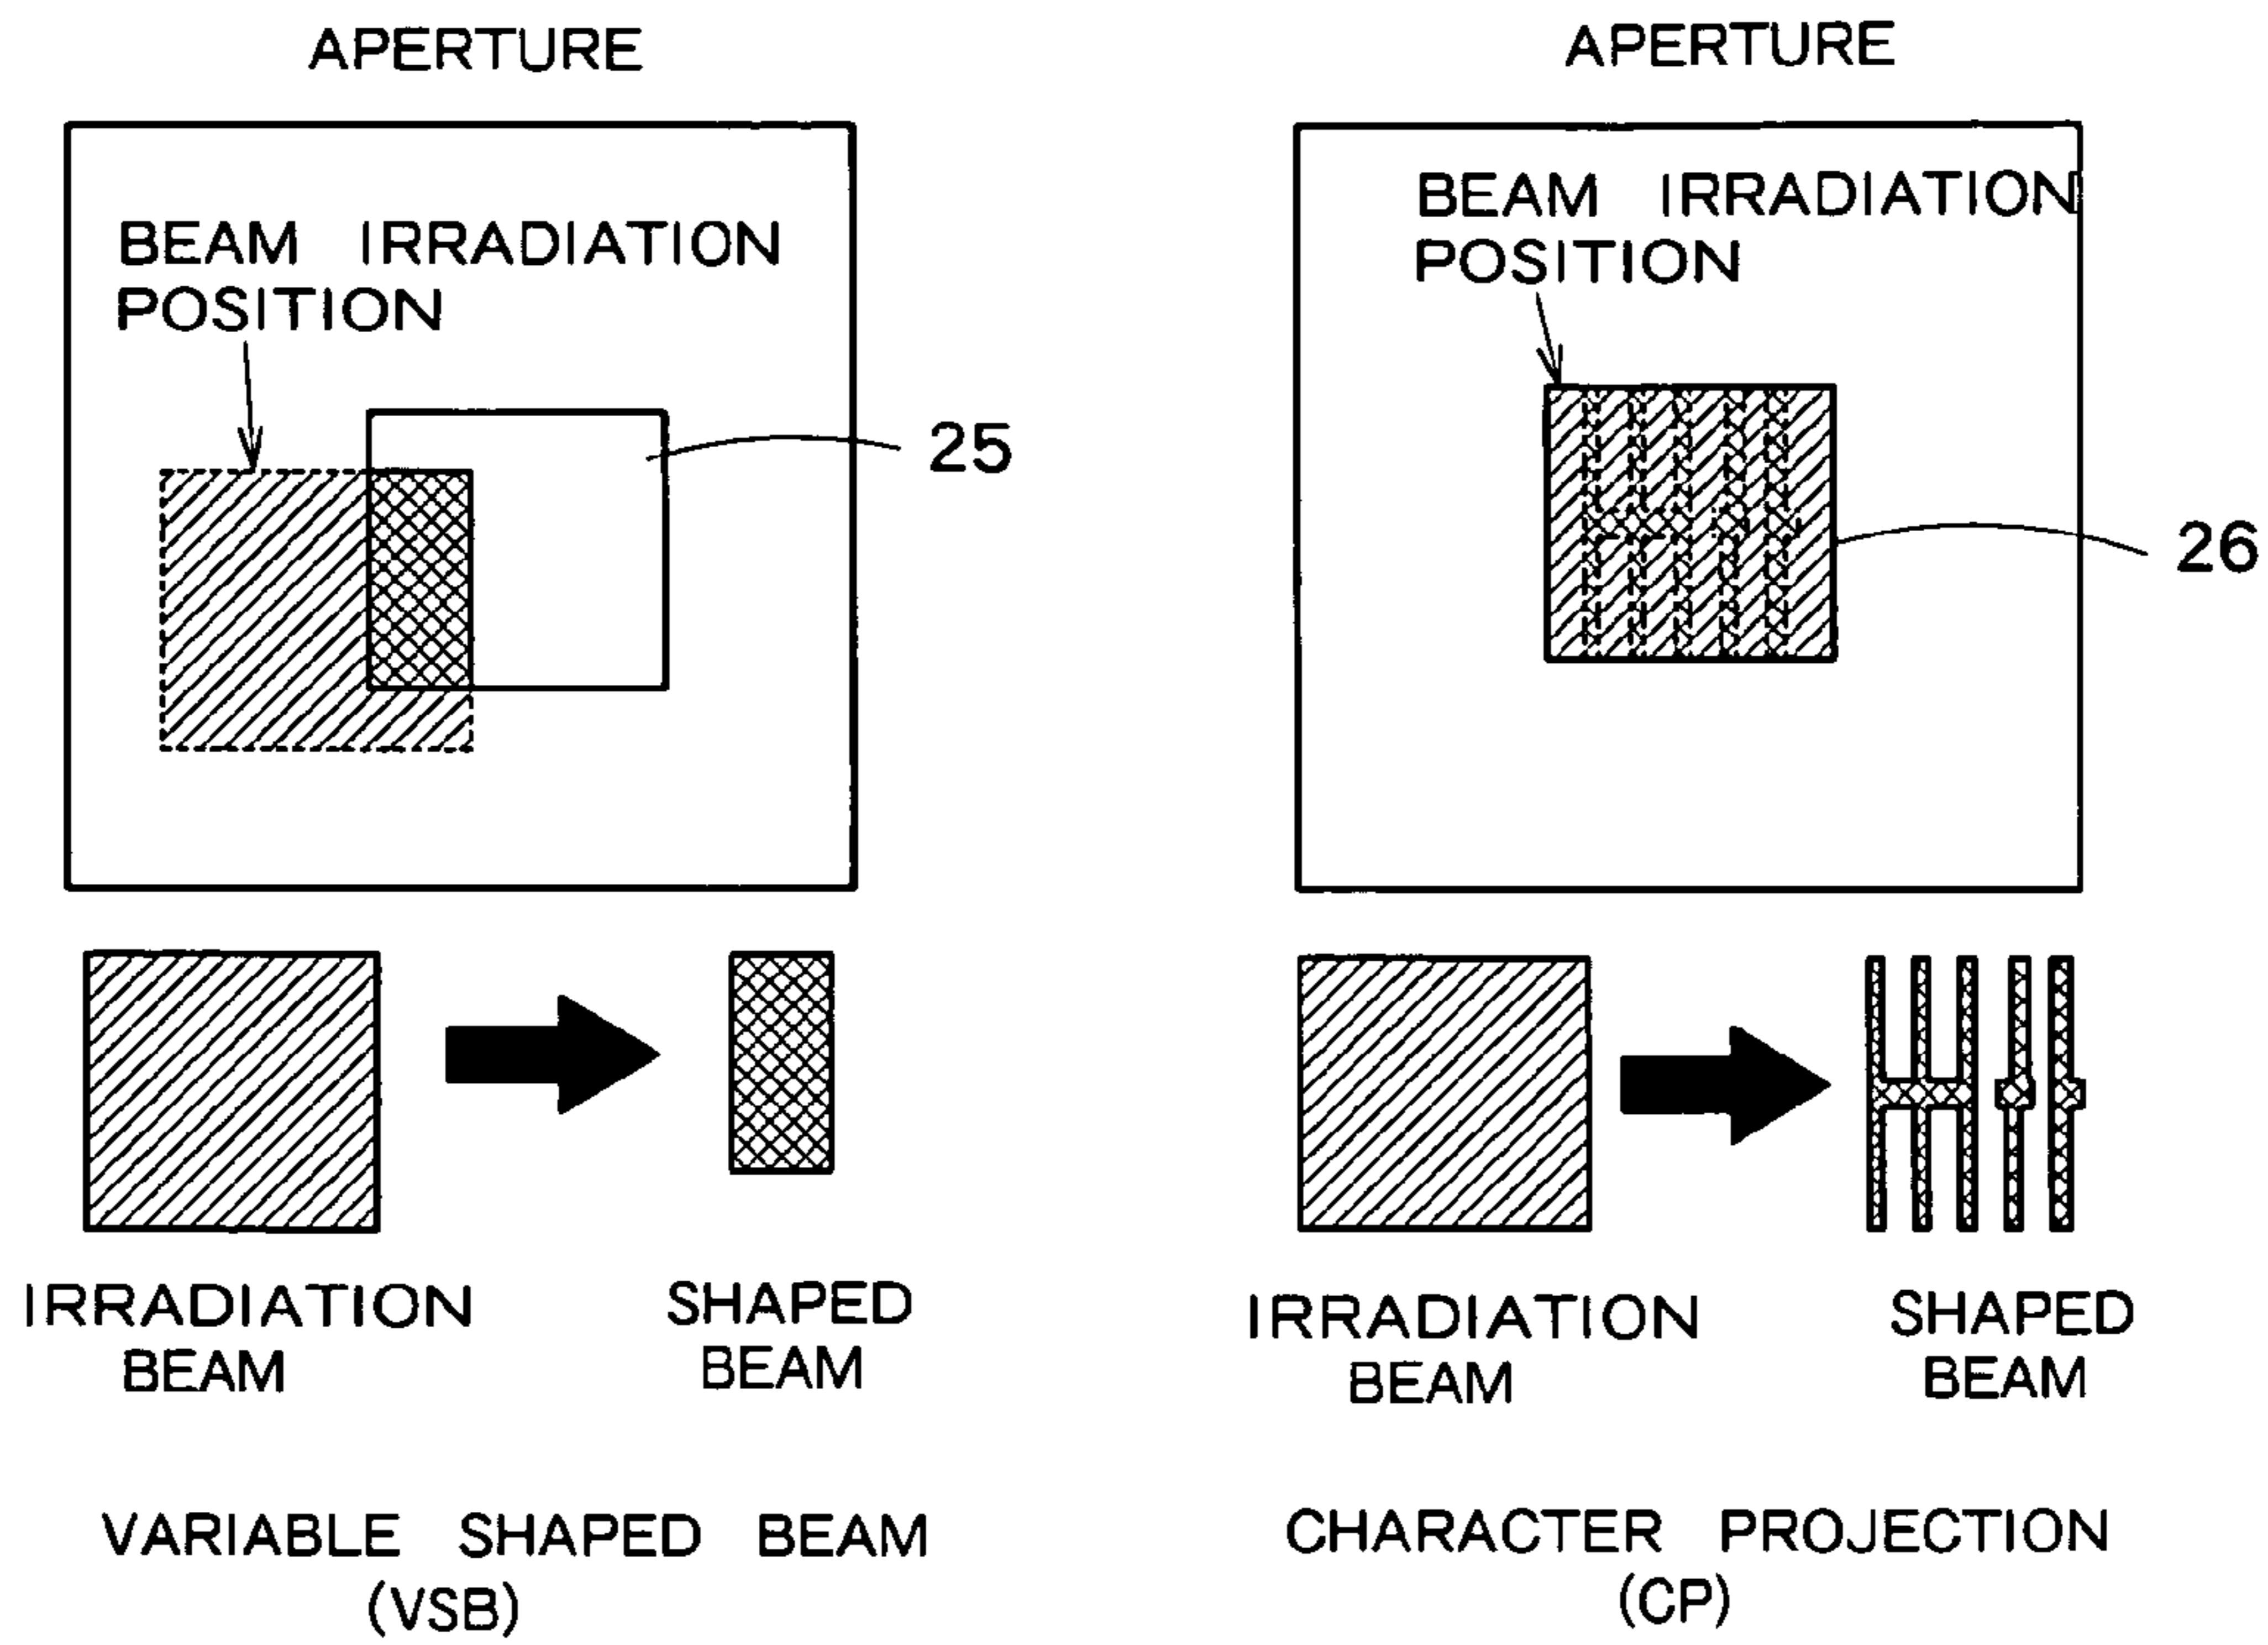 APERTURE
BEAM IRRADIATION
POSITION
25
IRRADIATION
BEAM
SHAPED
BEAM
VARIABLE SHAPED BEAM
(VSB)
APERTURE
BEAM IRRADIATION
POSITION
26
IRRADIATION
BEAM
SHAPED
BEAM
CHARACTER PROJECTION
(CP)